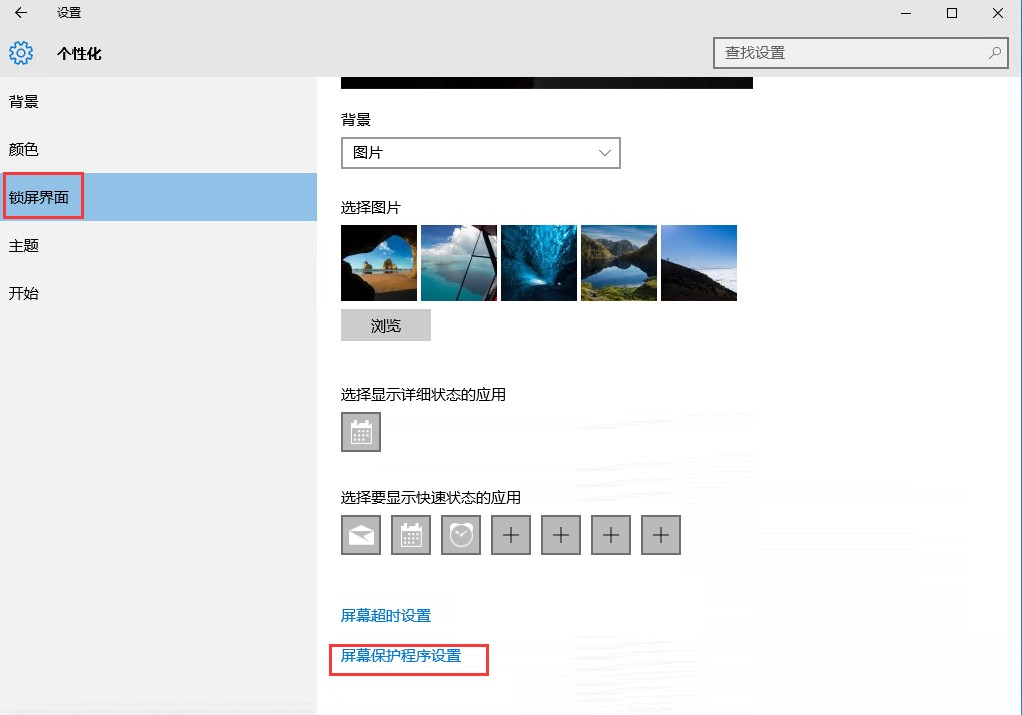 设置
个性化
查找设置
背景
颜色
锁屏界面
主题
开始
背景
图片
选择图片
浏览
选择显示详细状态的应用
选择要显示快速状态的应用
屏幕超时设置
屏幕保护程序设置